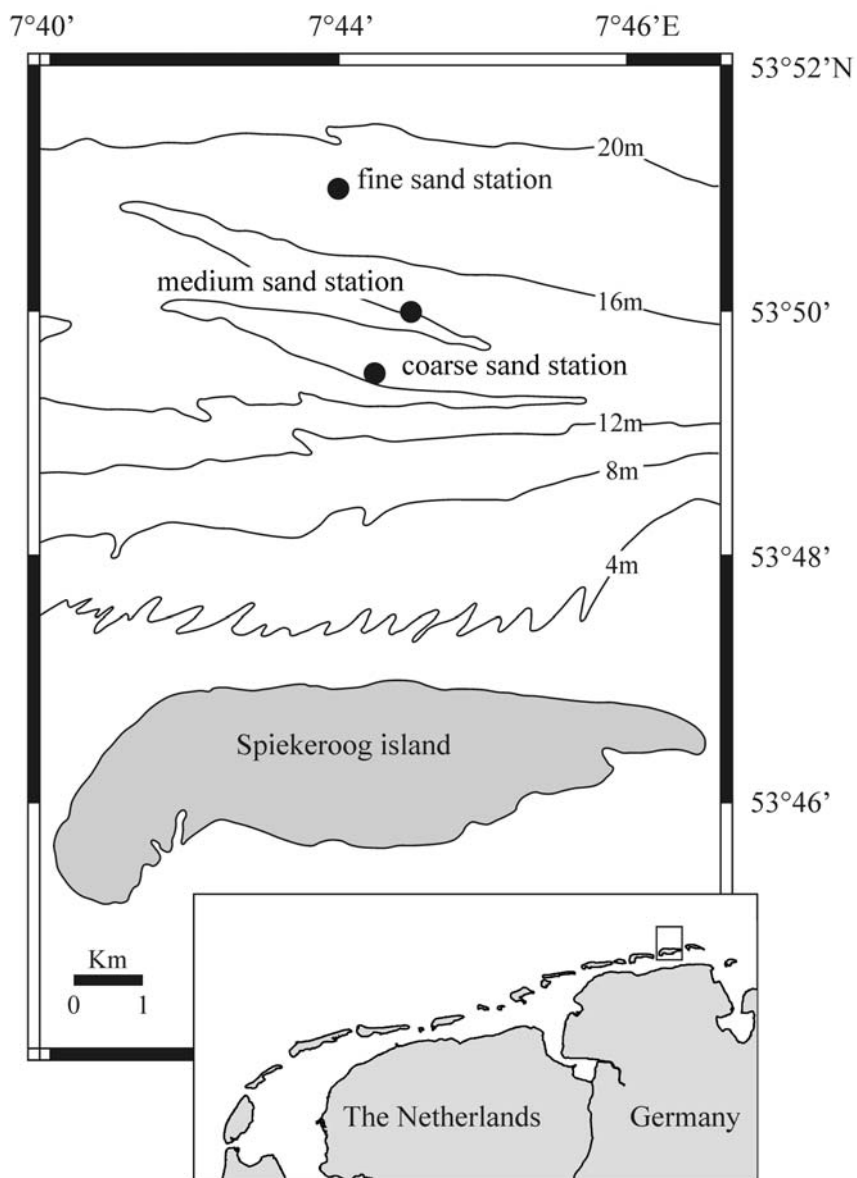 7°40’ 7°44’ 7°46’E
53°52’N
20m
fine sand station
medium sand station
16m
53°50’
coarse sand station
12m
8m
53°48’
4m
Spiekeroog island
53°46’
Km
0 1
The Netherlands Germany